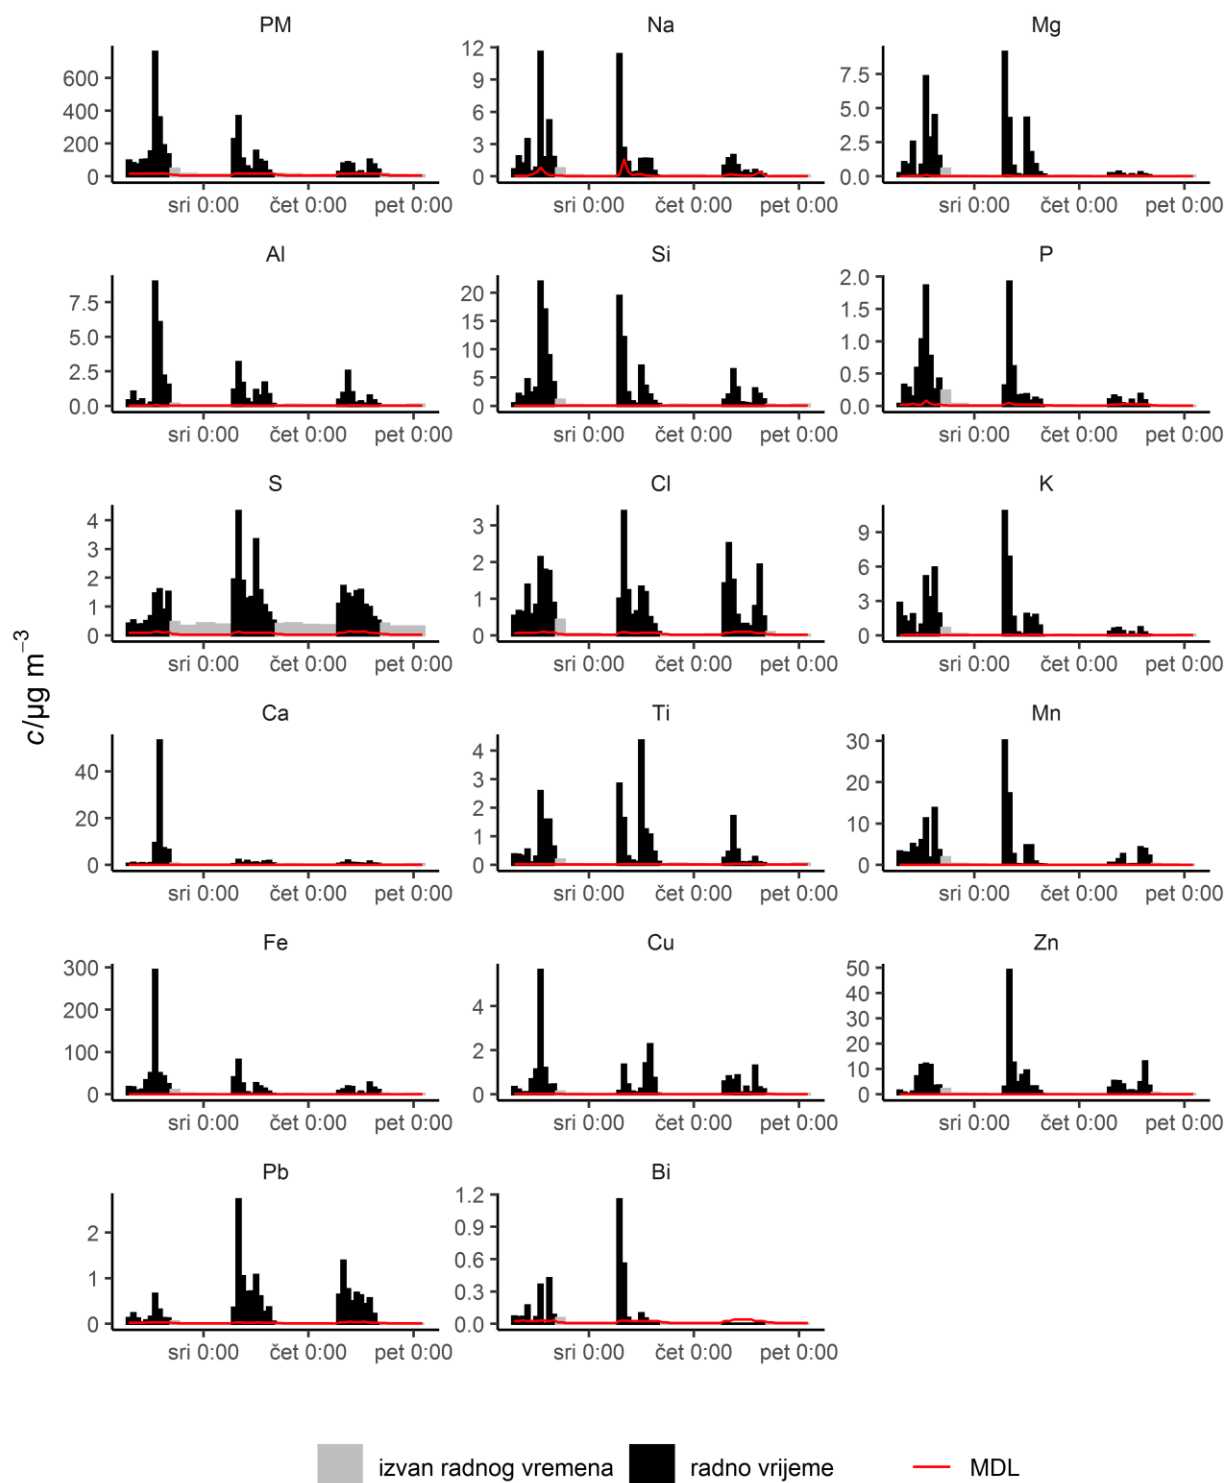 PM Na Mg
600 12 7.5
400 9 5.0
200 6 2.5
0 3 0.0
0
sri 0:00 čet 0:00 pet 0:00 sri 0:00 čet 0:00 pet 0:00 sri 0:00 čet 0:00 pet 0:00
Al Si P
7.5 20 2.0
5.0 15 1.5
2.5 10 1.0
0.0 5 0.5
0 0.0
sri 0:00 čet 0:00 pet 0:00 sri 0:00 čet 0:00 pet 0:00 sri 0:00 čet 0:00 pet 0:00
S Cl K
4 3 9
3 2 6
2 1 3
1 0 0
0
sri 0:00 čet 0:00 pet 0:00 sri 0:00 čet 0:00 pet 0:00 sri 0:00 čet 0:00 pet 0:00
c/µg m⁻³
Ca Ti Mn
40 4 30
20 3 20
0 2 10
1 0
0
sri 0:00 čet 0:00 pet 0:00 sri 0:00 čet 0:00 pet 0:00 sri 0:00 čet 0:00 pet 0:00
Fe Cu Zn
300 4 50
200 2 40
100 0 30
0 20
10
0
sri 0:00 čet 0:00 pet 0:00 sri 0:00 čet 0:00 pet 0:00 sri 0:00 čet 0:00 pet 0:00
Pb Bi
2 1.2
1 0.9
0 0.6
0.3
0.0
sri 0:00 čet 0:00 pet 0:00 sri 0:00 čet 0:00 pet 0:00
izvan radnog vremena radno vrijeme MDL